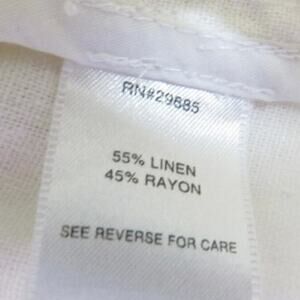 RN#29685
55% LINEN
45% RAYON
SEE REVERSE FOR CARE